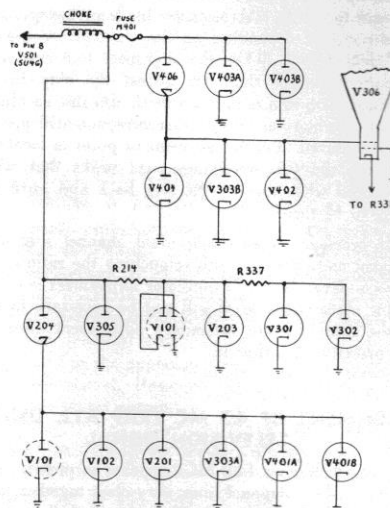 CHOKE
FUSE
M401
TO PIN 8
V501
(5U4G)
V406
V403A
V403B
V306
V404
V303B
V402
TO R33
R214
R337
V204
V305
V101
V203
V301
V302
V101
V102
V201
V303A
V401A
V401B